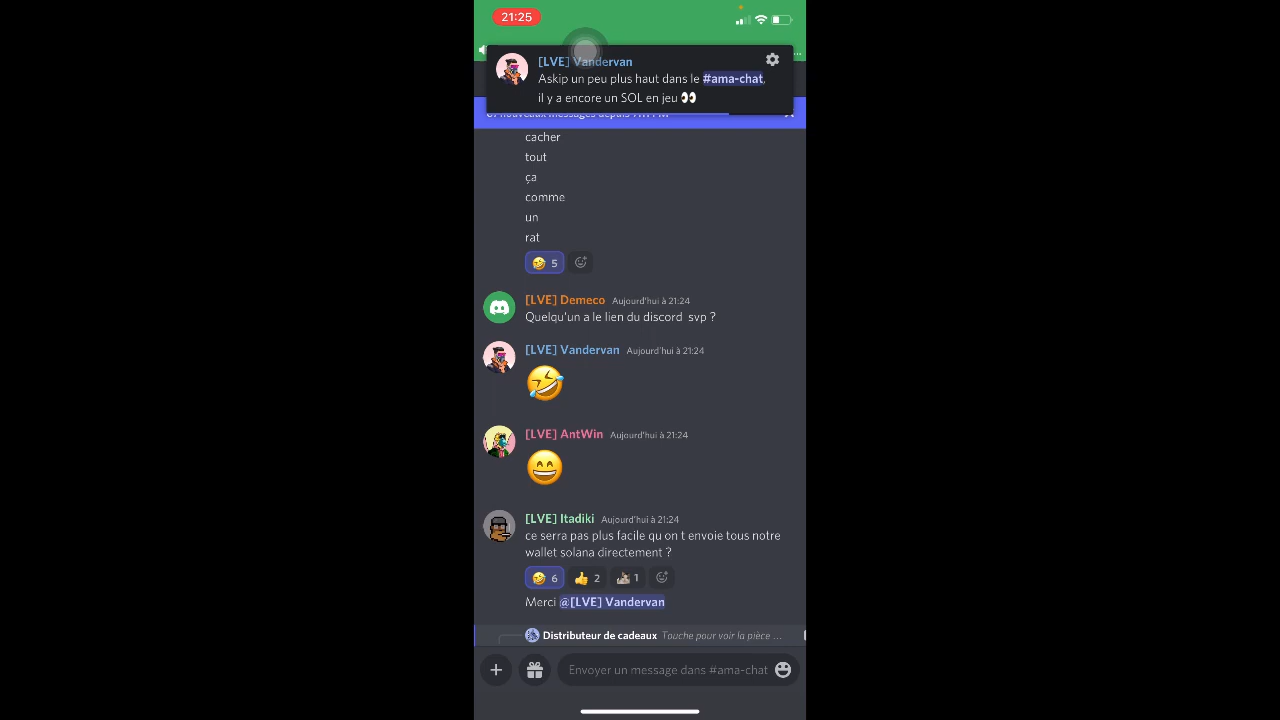 21:25
[LVE] Vandervan
Askip un peu plus haut dans le #ama-chat,
il y a encore un SOL en jeu 👀
cacher
tout
ça
comme
un
rat
🤣 5
[LVE] Demeco Aujourd'hui à 21:24
Quelqu'un a le lien du discord svp ?
[LVE] Vandervan Aujourd'hui à 21:24
🤣
[LVE] AntWin Aujourd'hui à 21:24
😄
[LVE] Itadiki Aujourd'hui à 21:24
ce serra pas plus facile qu on t envoie tous notre
wallet solana directement ?
🤣 6 👍 2 1
Merci @[LVE] Vandervan
Distributeur de cadeaux Touche pour voir la pièce ...
Envoyer un message dans #ama-chat